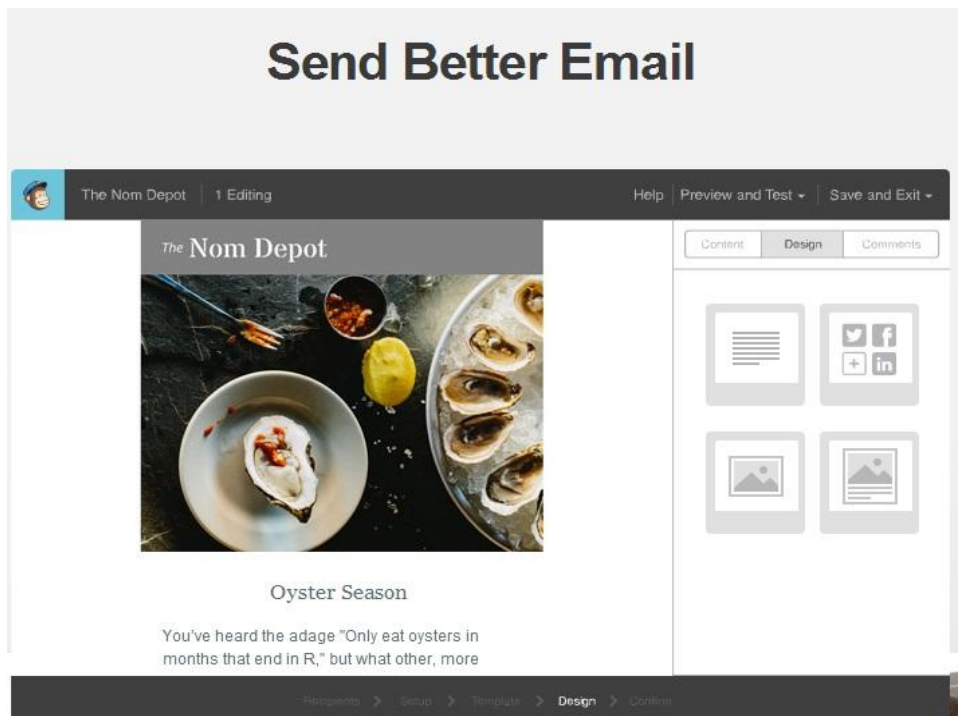 Send Better Email
The Nom Depot
1 Editing
Help
Preview and Test
Save and Exit
The Nom Depot
Content
Design
Comments
in
Oyster Season
You've heard the adage "Only eat oysters in
months that end in R," but what other, more
Recipients
Setup
Template
Design
Confirm